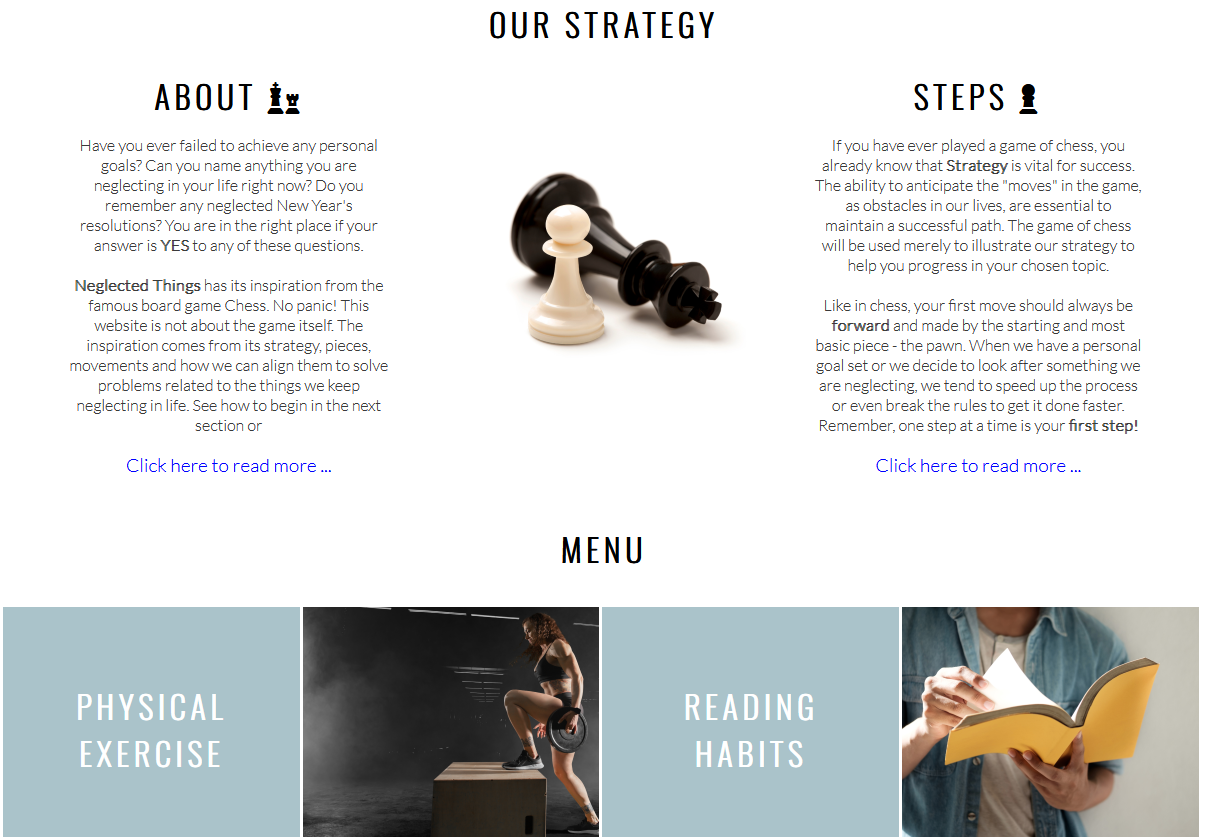 OUR STRATEGY
ABOUT
Have you ever failed to achieve any personal
goals? Can you name anything you are
neglecting in your life right now? Do you
remember any neglected New Year's
resolutions? You are in the right place if your
answer is YES to any of these questions.
Neglected Things has its inspiration from the
famous board game Chess. No panic! This
website is not about the game itself. The
inspiration comes from its strategy, pieces,
movements and how we can align them to solve
problems related to the things we keep
neglecting in life. See how to begin in the next
section or
Click here to read more ...
STEPS
If you have ever played a game of chess, you
already know that Strategy is vital for success.
The ability to anticipate the "moves" in the game,
as obstacles in our lives, are essential to
maintain a successful path. The game of chess
will be used merely to illustrate our strategy to
help you progress in your chosen topic.
Like in chess, your first move should always be
forward and made by the starting and most
basic piece - the pawn. When we have a personal
goal set or we decide to look after something we
are neglecting, we tend to speed up the process
or even break the rules to get it done faster.
Remember, one step at a time is your first step!
Click here to read more ...
MENU
PHYSICAL
EXERCISE
READING
HABITS